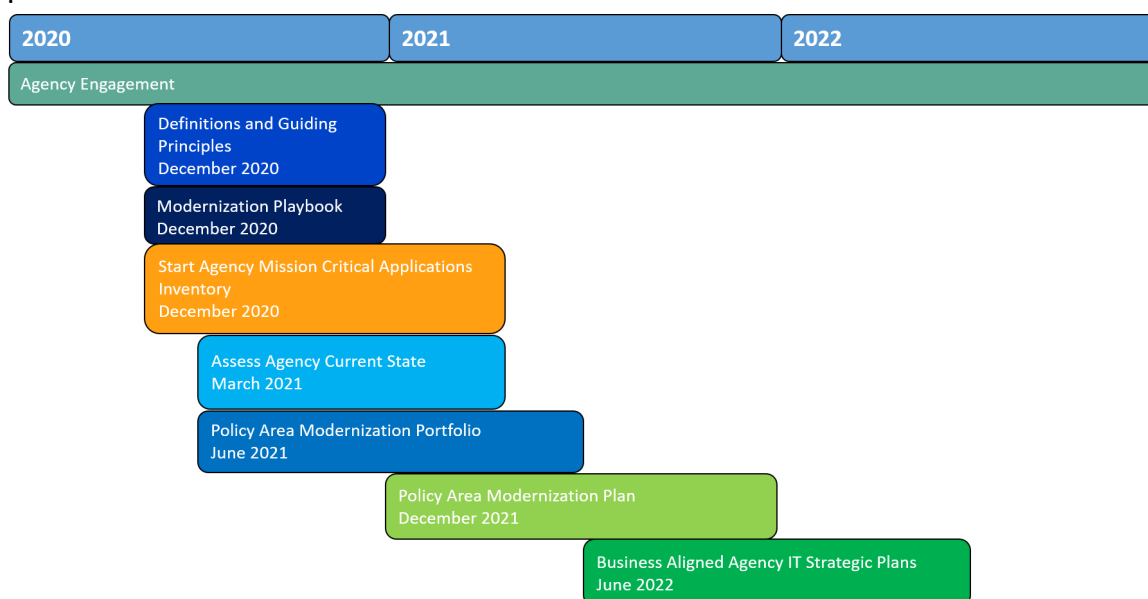 2020
2021
2022
Agency Engagement
Definitions and Guiding
Principles
December 2020
Modernization Playbook
December 2020
Start Agency Mission Critical Applications
Inventory
December 2020
Assess Agency Current State
March 2021
Policy Area Modernization Portfolio
June 2021
Policy Area Modernization Plan
December 2021
Business Aligned Agency IT Strategic Plans
June 2022